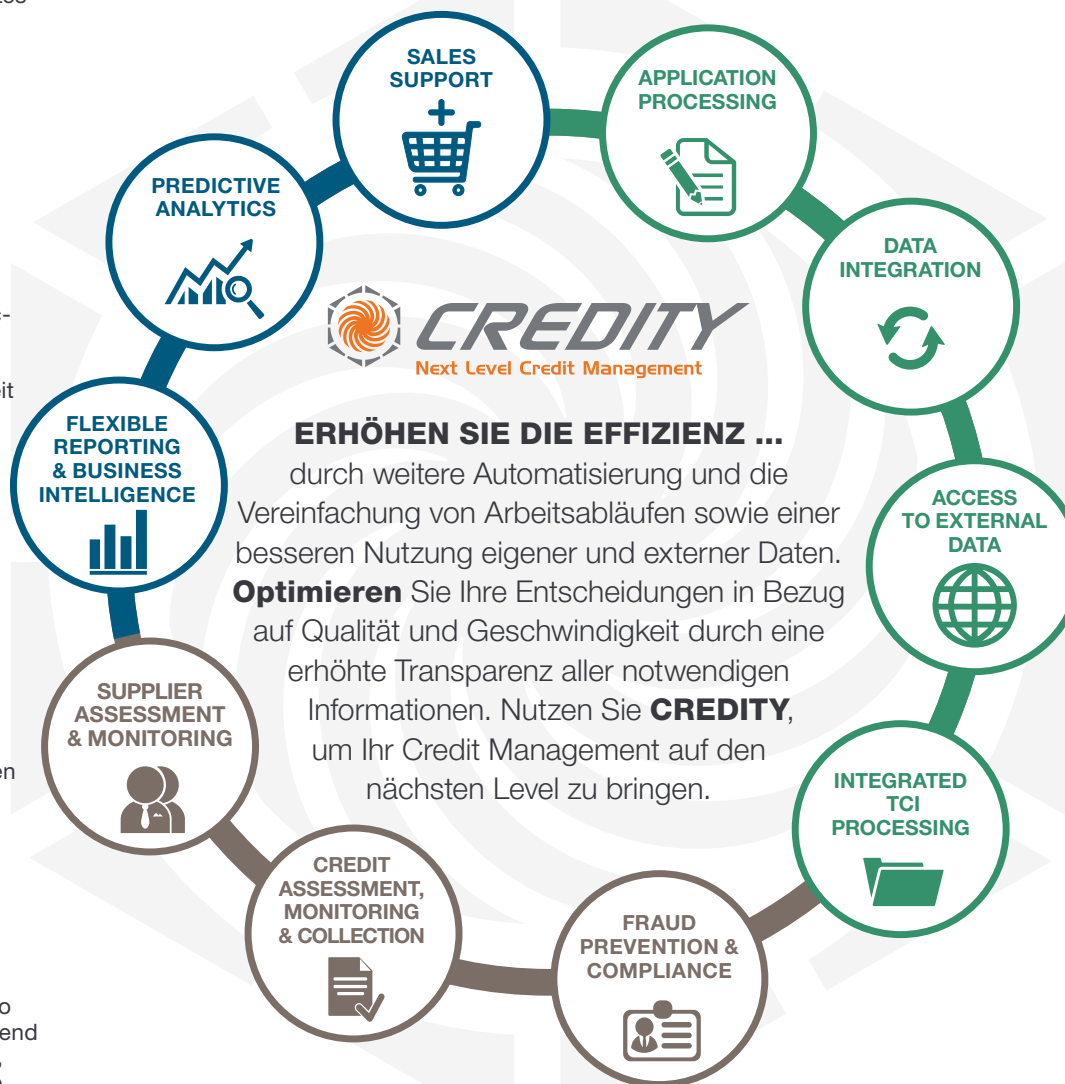 SALES
SUPPORT
APPLICATION
PROCESSING
PREDICTIVE
ANALYTICS
DATA
INTEGRATION
CREDITY
Next Level Credit Management
FLEXIBLE
REPORTING
& BUSINESS
INTELLIGENCE
ERHÖHEN SIE DIE EFFIZIENZ ...
durch weitere Automatisierung und die
Vereinfachung von Arbeitsabläufen sowie einer
besseren Nutzung eigener und externer Daten.
Optimieren Sie Ihre Entscheidungen in Bezug
auf Qualität und Geschwindigkeit durch eine
erhöhte Transparenz aller notwendigen
Informationen. Nutzen Sie CREDITY,
um Ihr Credit Management auf den
nächsten Level zu bringen.
ACCESS
TO EXTERNAL
DATA
SUPPLIER
ASSESSMENT
& MONITORING
INTEGRATED
TCI
PROCESSING
CREDIT
ASSESSMENT,
MONITORING
& COLLECTION
FRAUD
PREVENTION &
COMPLIANCE